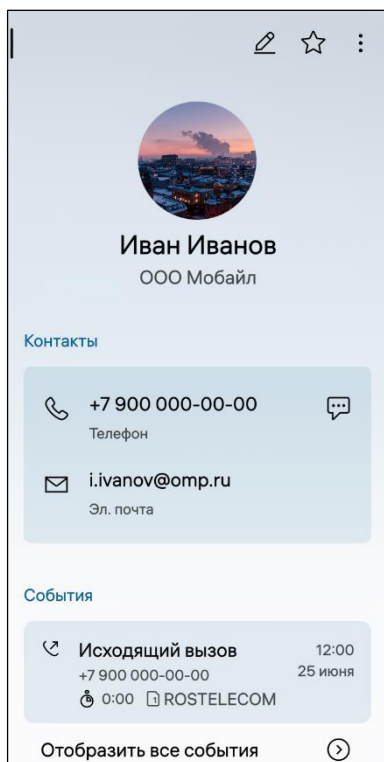 Иван Иванов
ООО Мобайл
Контакты
+7 900 000-00-00
Телефон
i.ivanov@omp.ru
Эл. почта
События
Исходящий вызов 12:00
+7 900 000-00-00 25 июня
0:00 1 ROSTELECOM
Отобразить все события